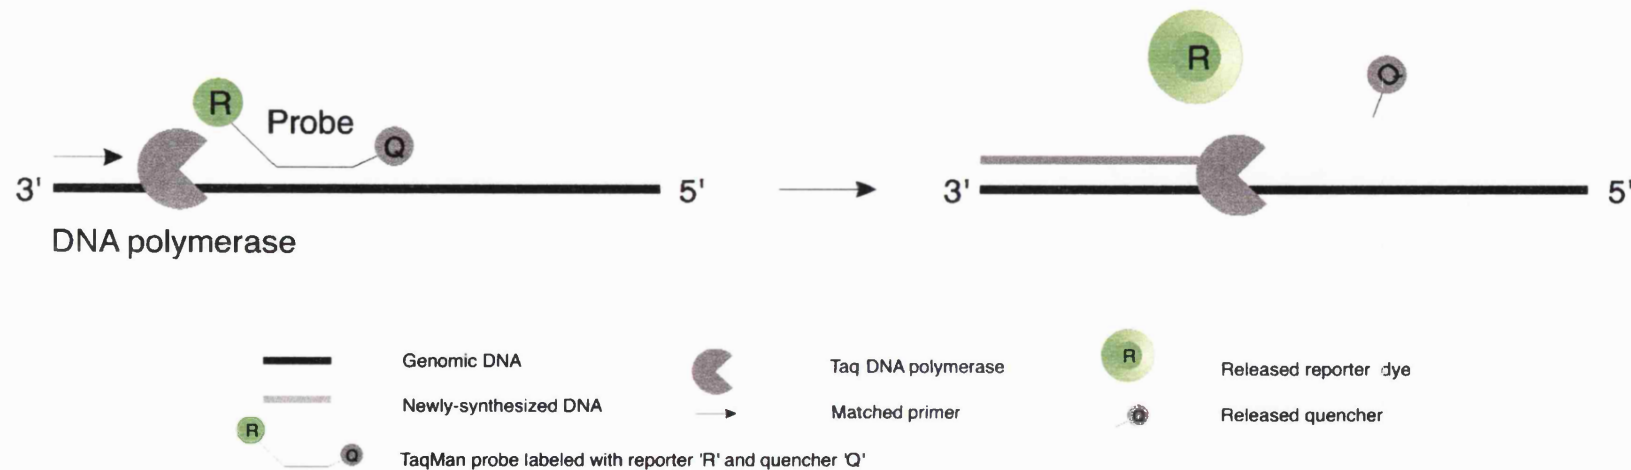 R
R
Q
Probe
Q
3'
5'
3'
5'
DNA polymerase
Genomic DNA
Taq DNA polymerase
R
Released reporter dye
Newly-synthesized DNA
Matched primer
Q
Released quencher
R
Q
TaqMan probe labeled with reporter 'R' and quencher 'Q'